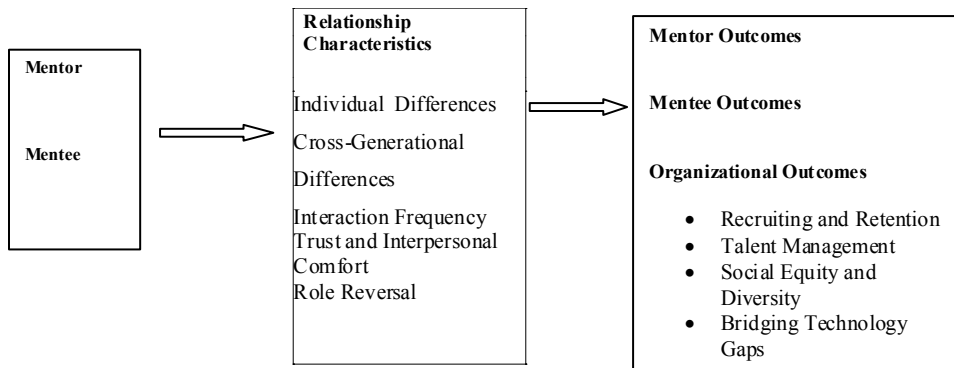 Mentor
Mentee
Relationship
Characteristics
Individual Differences
Cross-Generational
Differences
Interaction Frequency
Trust and Interpersonal
Comfort
Role Reversal
Mentor Outcomes
Mentee Outcomes
Organizational Outcomes
• Recruiting and Retention
• Talent Management
• Social Equity and
Diversity
• Bridging Technology
Gaps